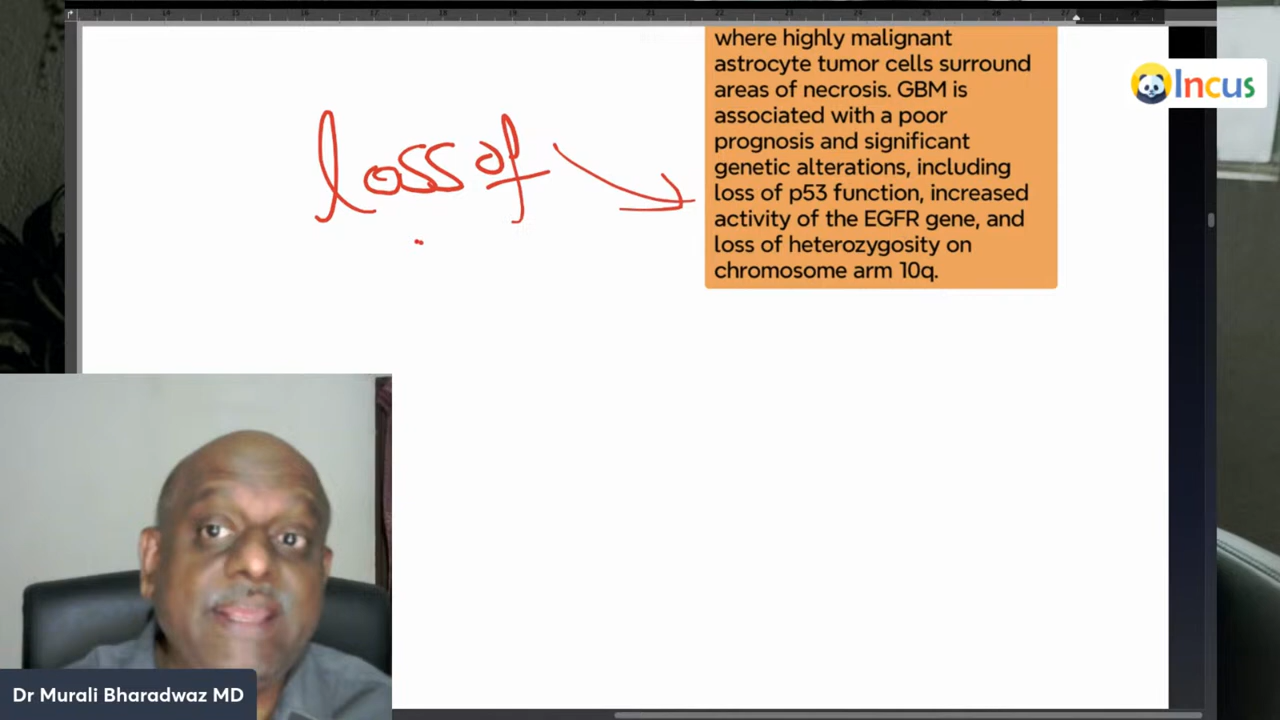 where highly malignant
astrocyte tumor cells surround
areas of necrosis. GBM is
associated with a poor
prognosis and significant
genetic alterations, including
loss of p53 function, increased
activity of the EGFR gene, and
loss of heterozygosity on
chromosome arm 10q.
Incus
loss of
Dr Murali Bharadwaz MD